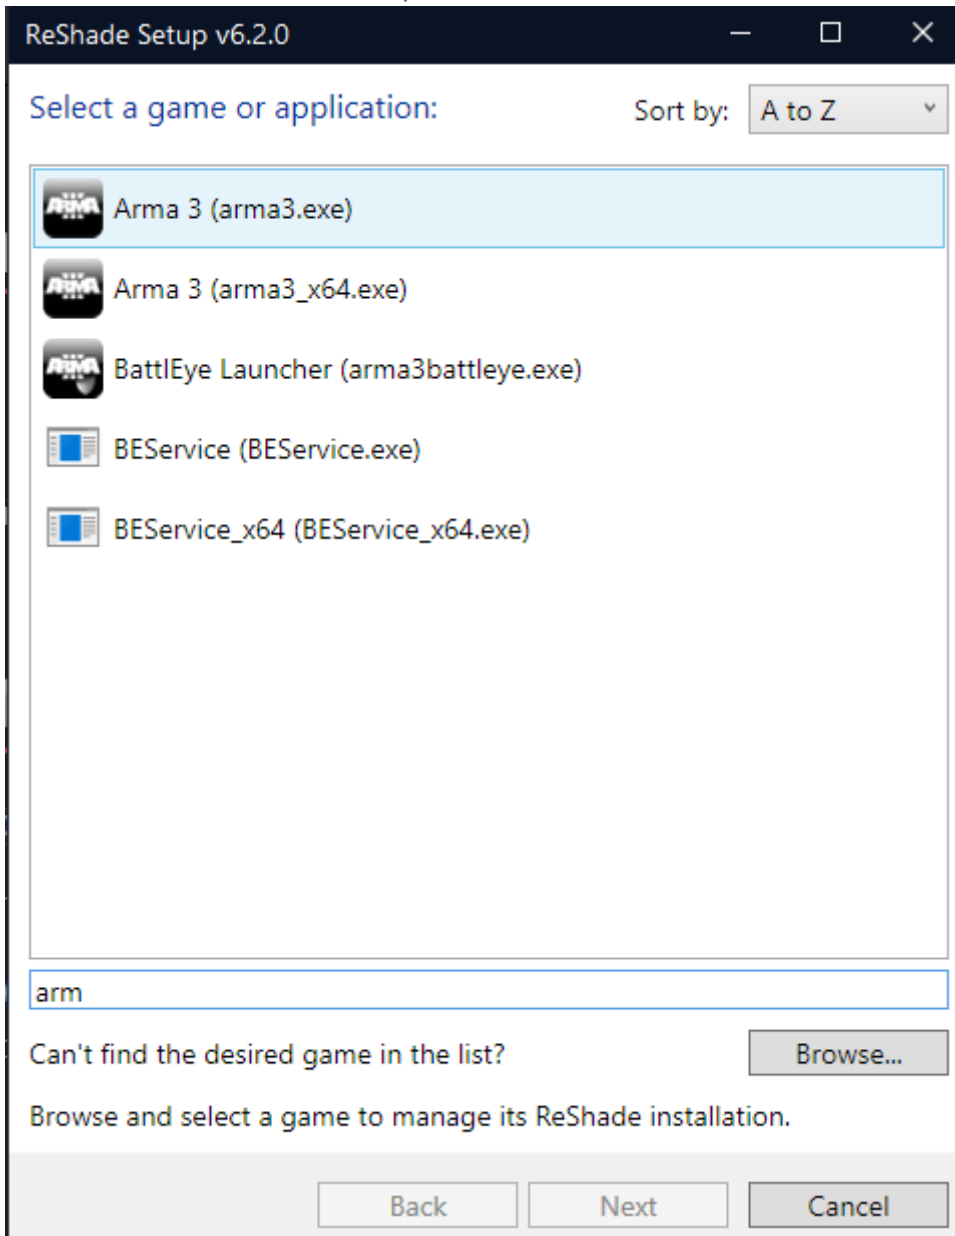 ReShade Setup v6.2.0
Select a game or application:
Sort by: A to Z
Arma 3 (arma3.exe)
Arma 3 (arma3_x64.exe)
BattlEye Launcher (arma3battleye.exe)
BEService (BEService.exe)
BEService_x64 (BEService_x64.exe)
arm
Can't find the desired game in the list?
Browse...
Browse and select a game to manage its ReShade installation.
Back
Next
Cancel